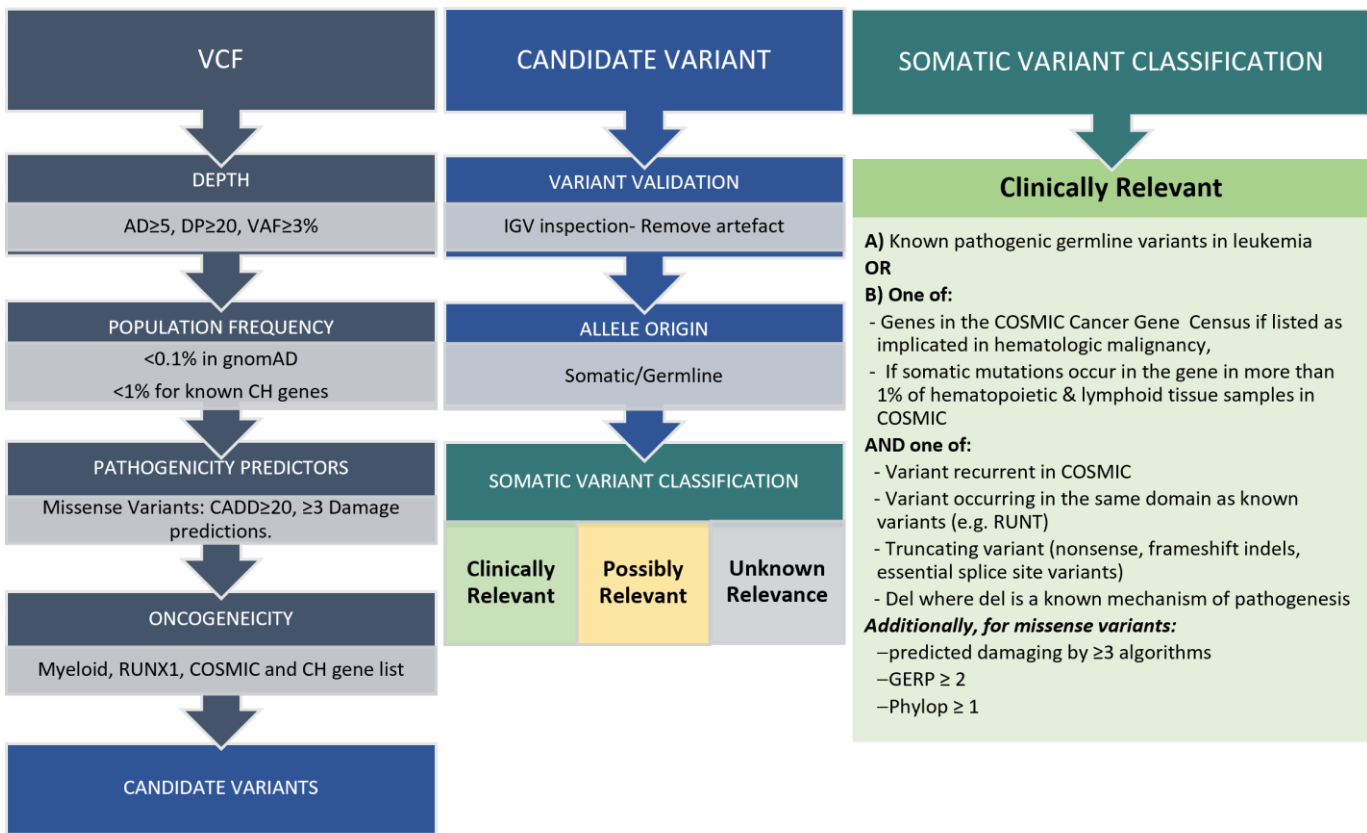 VCF
DEPTH
AD≥5, DP≥20, VAF≥3%
POPULATION FREQUENCY
<0.1% in gnomAD
<1% for known CH genes
PATHOGENICITY PREDICTORS
Missense Variants: CADD≥20, ≥3 Damage
predictions.
ONCOGENEICITY
Myeloid, RUNX1, COSMIC and CH gene list
CANDIDATE VARIANTS
CANDIDATE VARIANT
VARIANT VALIDATION
IGV inspection- Remove artefact
ALLELE ORIGIN
Somatic/Germline
SOMATIC VARIANT CLASSIFICATION
Clinically
Relevant
Possibly
Relevant
Unknown
Relevance
SOMATIC VARIANT CLASSIFICATION
Clinically Relevant
A) Known pathogenic germline variants in leukemia
OR
B) One of:
- Genes in the COSMIC Cancer Gene Census if listed as
implicated in hematologic malignancy,
- If somatic mutations occur in the gene in more than
1% of hematopoietic & lymphoid tissue samples in
COSMIC
AND one of:
- Variant recurrent in COSMIC
- Variant occurring in the same domain as known
variants (e.g. RUNT)
- Truncating variant (nonsense, frameshift indels,
essential splice site variants)
- Del where del is a known mechanism of pathogenesis
Additionally, for missense variants:
–predicted damaging by ≥3 algorithms
–GERP ≥ 2
–Phylop ≥ 1